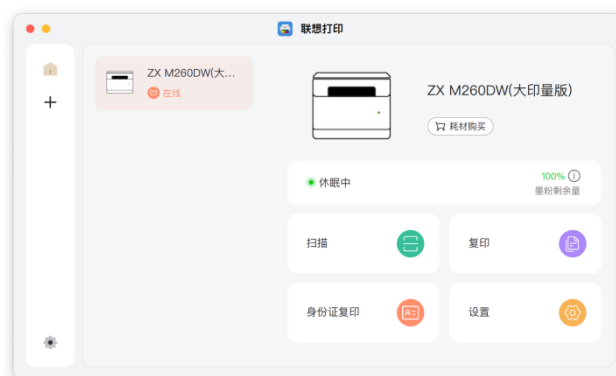 联想打印
ZX M260DW(大...
在线
ZX M260DW(大印量版)
耗材购买
休眠中
100%
墨粉剩余量
扫描
复印
身份证复印
设置